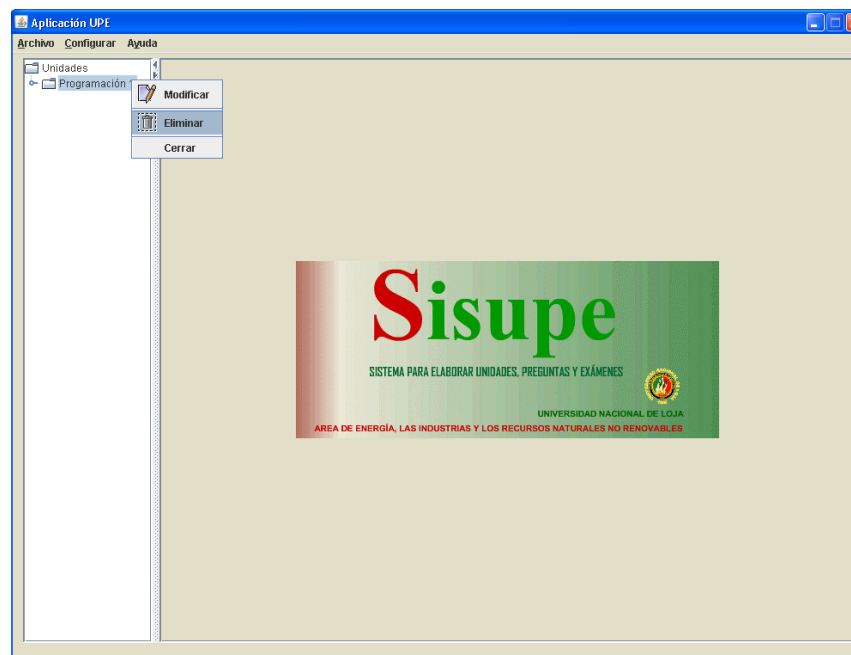 Aplicación UPE
Archivo Configurar Ayuda
Unidades
Programación
Modificar
Eliminar
Cerrar
Sisupe
SISTEMA PARA ELABORAR UNIDADES, PREGUNTAS Y EXÁMENES
UNIVERSIDAD NACIONAL DE LOJA
AREA DE ENERGÍA, LAS INDUSTRIAS Y LOS RECURSOS NATURALES NO RENOVABLES